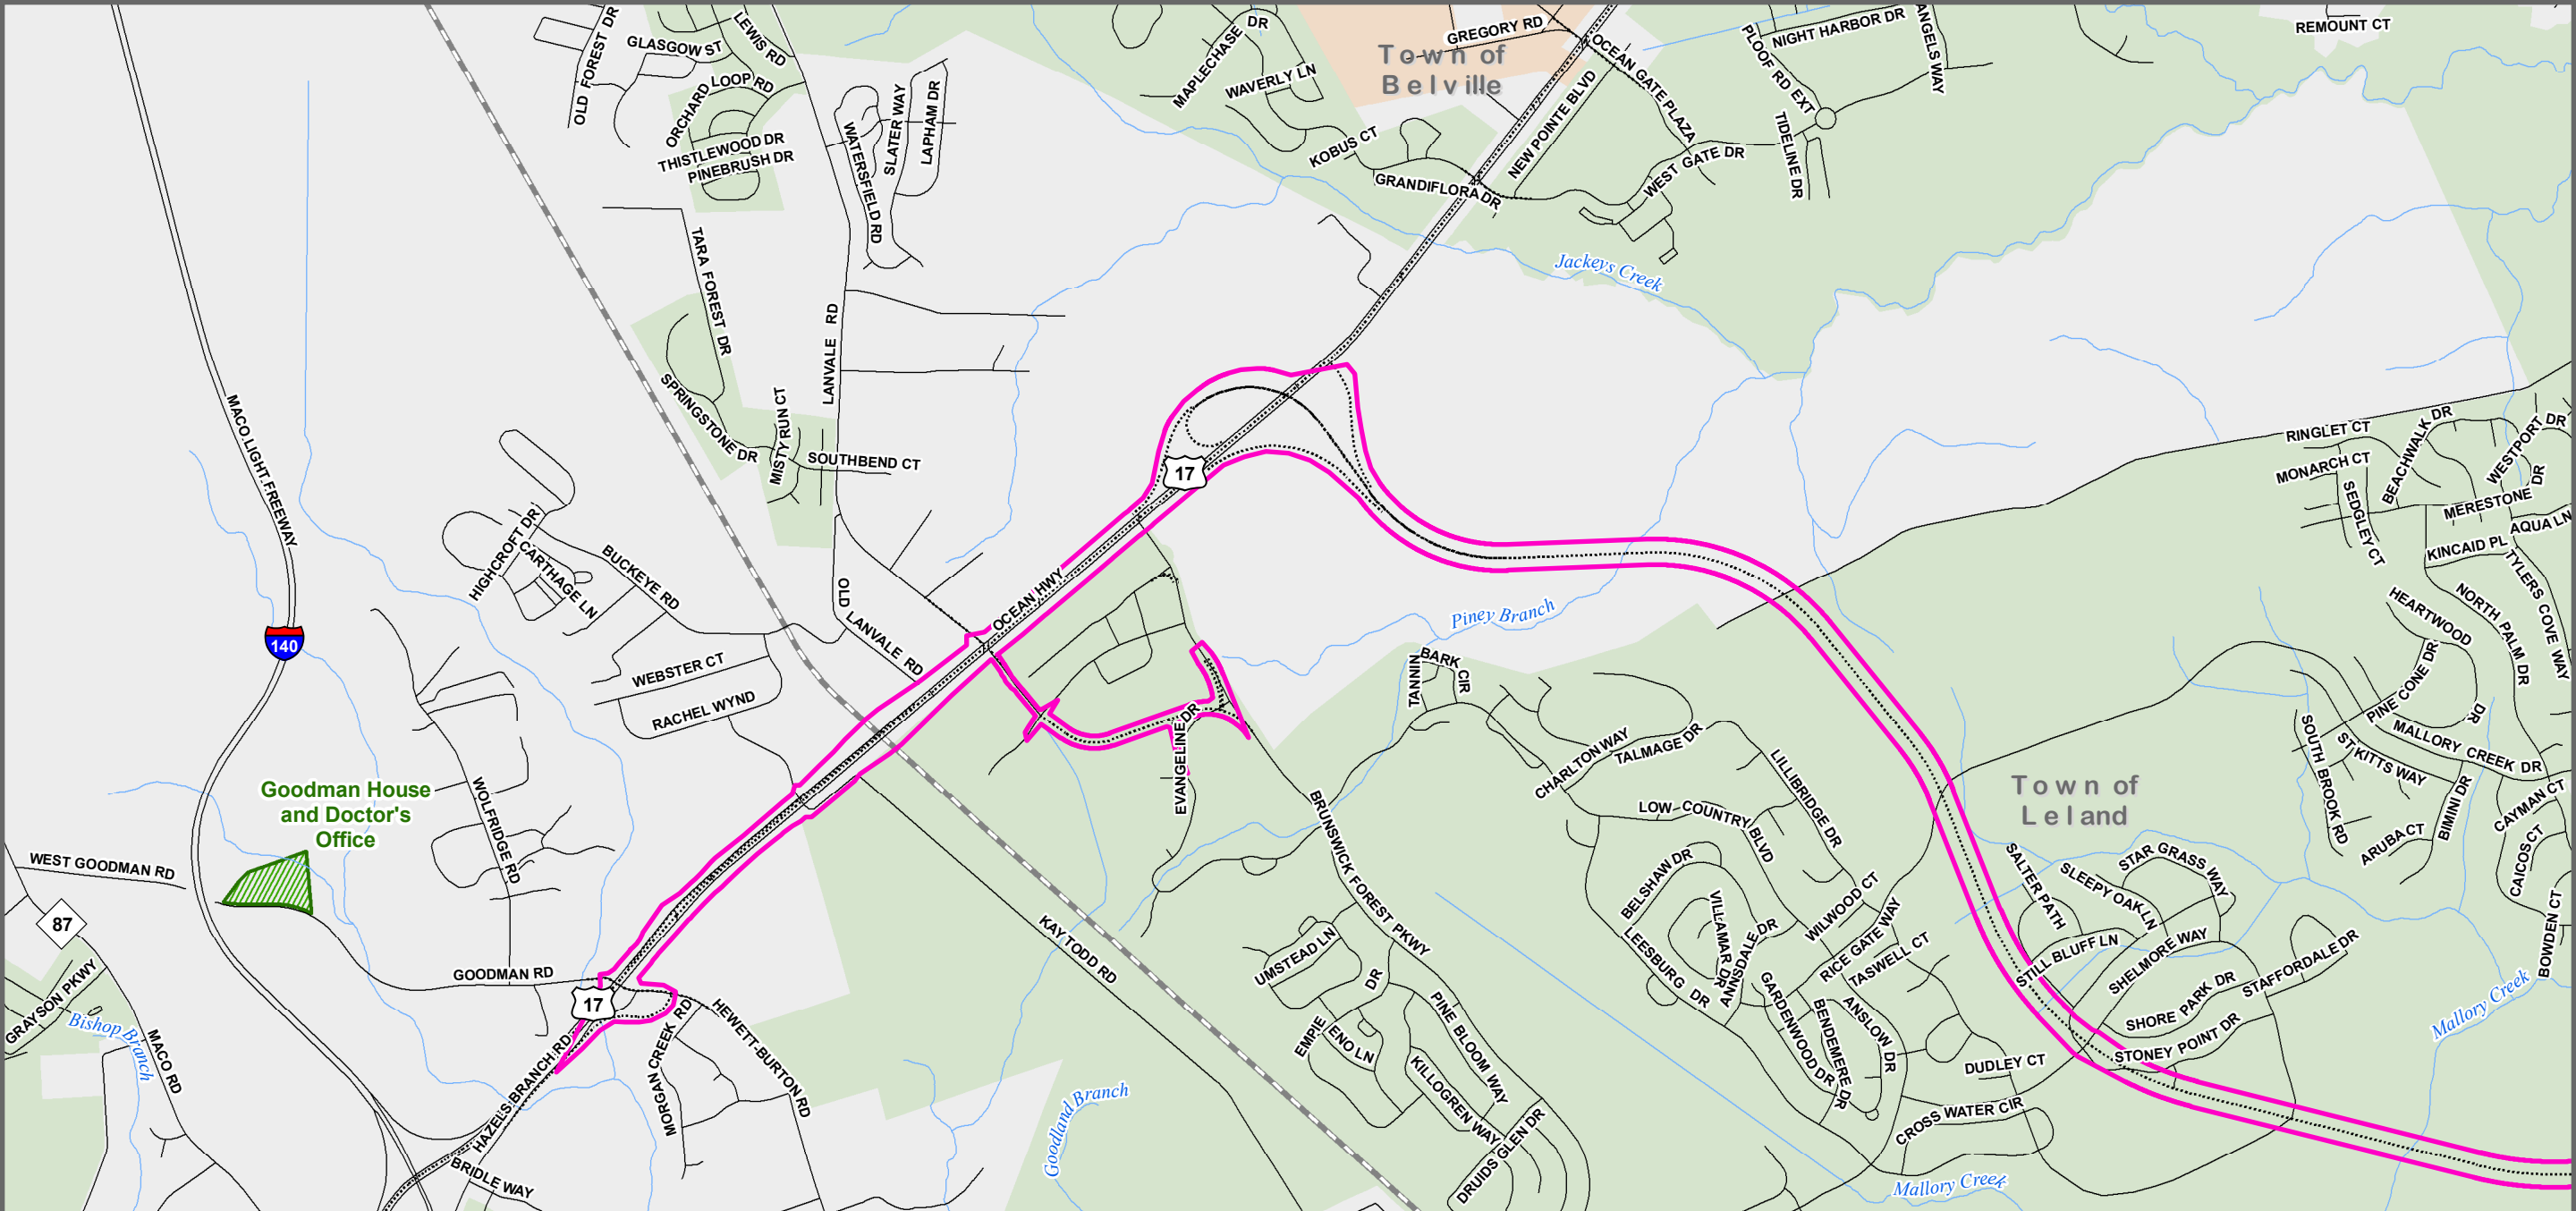 OLD FOREST DR
GLASGOW ST
LEWIS RD
ORCHARD LOOP RD
THISTLEWOOD DR
PINEBRUSH DR
WATERSFIELD RD
SLATER WAY
LAPHAM DR
MAPLECHASE DR
WAVERLY LN
GREGORY RD
Town of
Belville
KOBUS CT
GRANDIFLORA DR
NEW POINTE BLVD
OCEAN GATE PLAZA
WEST GATE DR
PLOOF RD EXT
NIGHT HARBOR DR
ANGELS WAY
TIDELINE DR
REMOUNT CT
Jackeys Creek
TARA FOREST DR
LANVALE RD
SPRINGSTONE DR
MISTY RUN CT
SOUTHBEND CT
MACO LIGHT FREEWAY
17
RINGLET CT
MONARCH CT
SEDGLEY CT
BEACHWALK DR
WESTPORT DR
MERESTONE DR
AQUA LN
KINCAID PL
TYLERS COVE WAY
HIGHCROFT DR
CARTHAGE LN
BUCKEYE RD
OLD LANVALE RD
OCEAN HWY
140
WEBSTER CT
RACHEL WYND
Piney Branch
TANNIN
BARK CIR
EVANGELINE DR
HEARTWOOD DR
NORTH PALM DR
PINE CONE DR
MALLORY CREEK DR
ST KITTS WAY
SOUTH BROOK RD
ARUBA CT
BIMINI DR
CAYMAN CT
CAICOS CT
BOWDEN CT
CHARLTON WAY
TALMAGE DR
LILLIBRIDGE DR
LOW COUNTRY BLVD
Town of
Leland
Goodman House
and Doctor's
Office
WOLFRIDGE RD
WEST GOODMAN RD
87
GRAYSON PKWY
Bishop Branch
MACO RD
GOODMAN RD
17
HAZELS BRANCH RD
BRIDLE WAY
MORGAN CREEK RD
HEWETT-BURTON RD
KAY TODD RD
BRUNSWICK FOREST PKWY
UMSTEAD LN
EMPIE DR
ENO LN
PINE BLOOM WAY
KILLOGREN WAY
DRUIDS GLEN DR
Goodland Branch
BELSHAW DR
LEESBURG DR
VILLAMAR DR
ANNSDALE DR
WILWOOD CT
RICE GATE WAY
TASWELL CT
GARDENWOOD DR
BENDEMERE DR
ANSLOW DR
DUDLEY CT
CROSS WATER CIR
SALTER PATH
SLEEPY OAK LN
STAR GRASS WAY
STILL BLUFF LN
SHELMORE WAY
SHORE PARK DR
STAFFORDALE DR
STONEY POINT DR
Mallory Creek
Mallory Creek